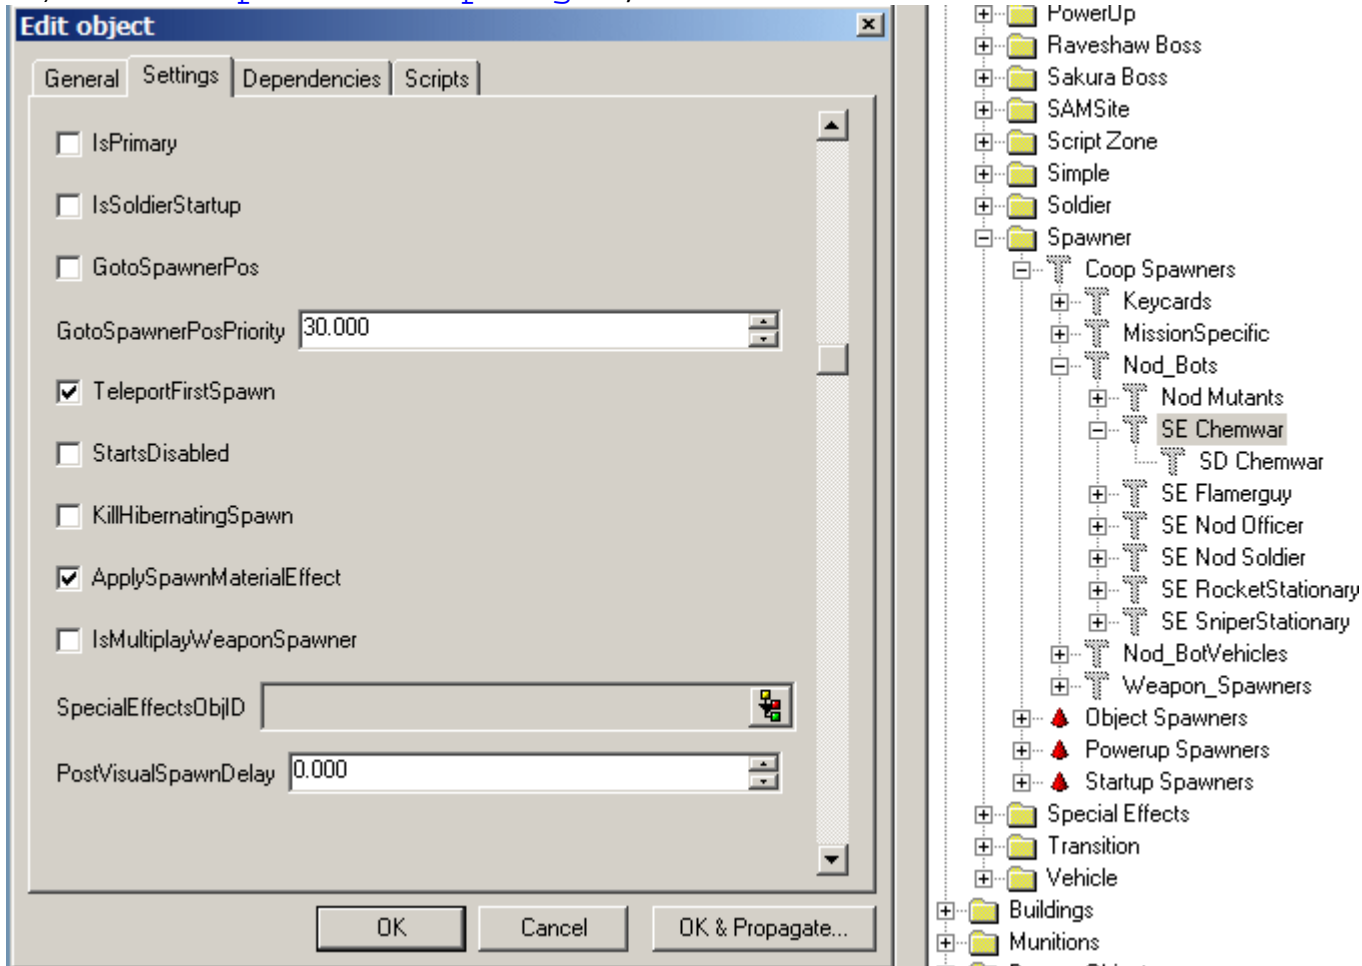 Edit object
General Settings Dependencies Scripts
IsPrimary
IsSoldierStartup
GotoSpawnerPos
GotoSpawnerPosPriority 30.000
TeleportFirstSpawn
StartsDisabled
KillHibernatingSpawn
ApplySpawnMaterialEffect
IsMultiplayWeaponSpawner
SpecialEffectsObjID
PostVisualSpawnDelay 0.000
OK Cancel OK & Propagate...
PowerUp
Raveshaw Boss
Sakura Boss
SAMSite
Script Zone
Simple
Soldier
Spawner
Coop Spawners
Keycards
MissionSpecific
Nod_Bots
Nod Mutants
SE Chemwar
SD Chemwar
SE Flamerguy
SE Nod Officer
SE Nod Soldier
SE RocketStationary
SE SniperStationary
Nod_BotVehicles
Weapon_Spawners
Object Spawners
Powerup Spawners
Startup Spawners
Special Effects
Transition
Vehicle
Buildings
Munitions